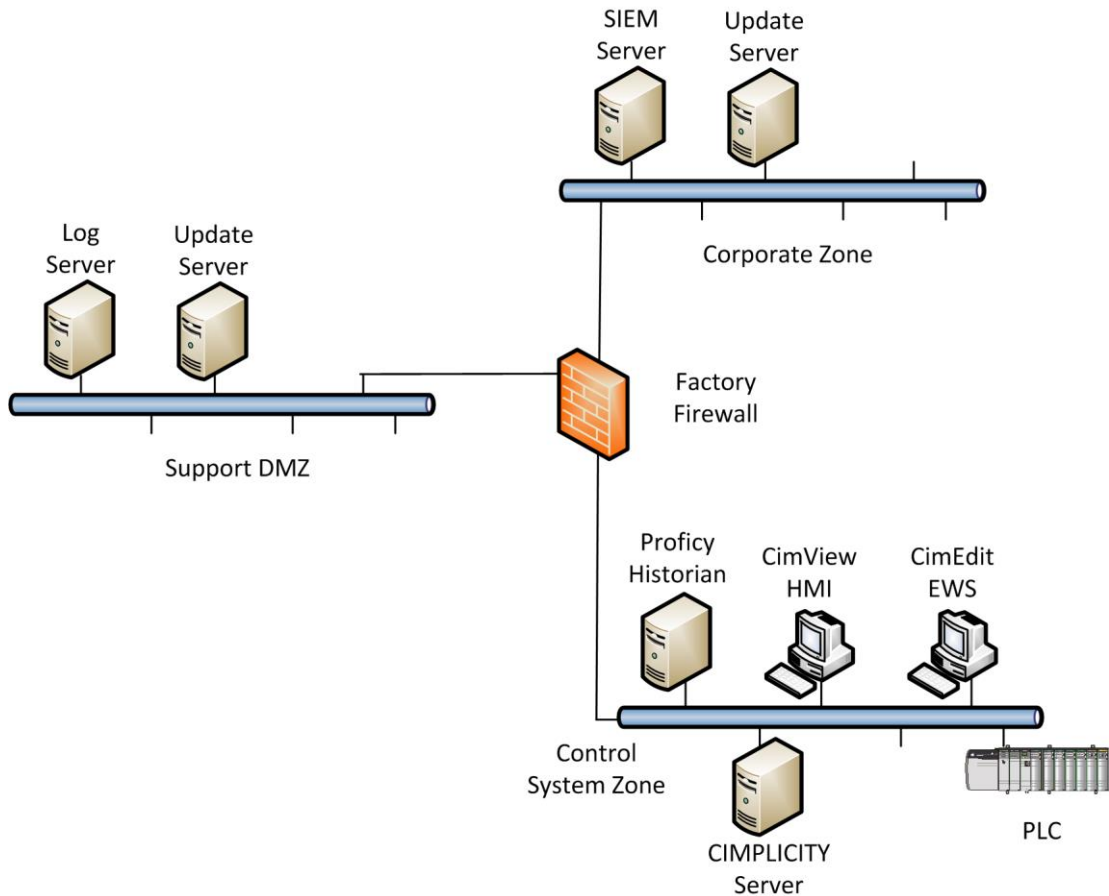 SIEM
Server
Update
Server
Corporate Zone
Log
Server
Update
Server
Support DMZ
Factory
Firewall
Proficy
Historian
CimView
HMI
CimEdit
EWS
Control
System Zone
CIMPLICITY
Server
PLC